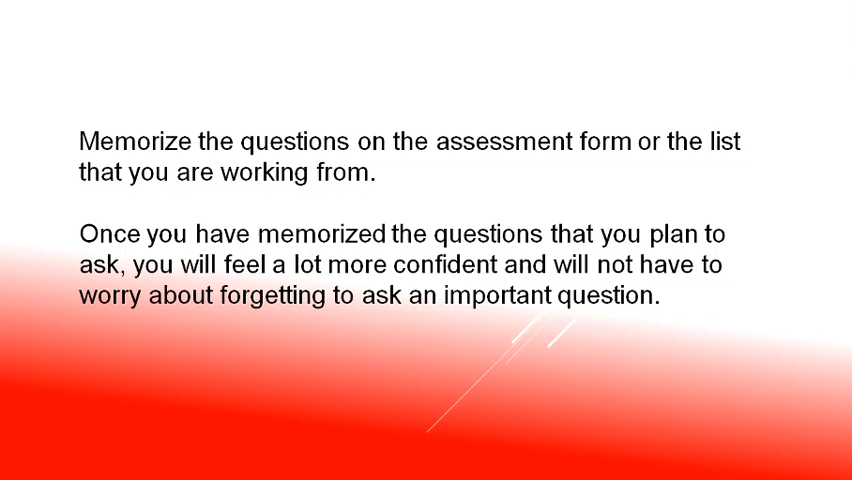 Memorize the questions on the assessment form or the list
that you are working from.
Once you have memorized the questions that you plan to
ask, you will feel a lot more confident and will not have to
worry about forgetting to ask an important question.